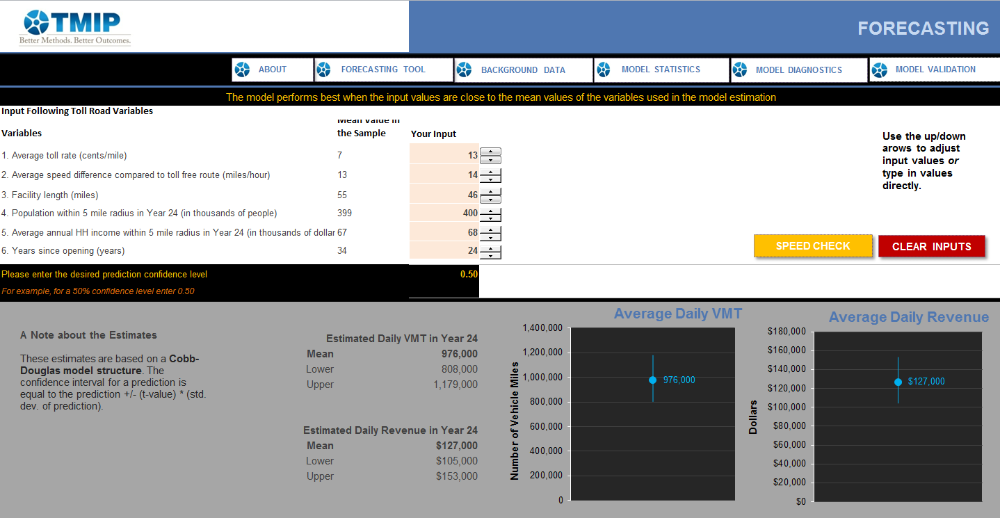 TMIP
Better Methods. Better Outcomes.
FORECASTING
ABOUT
FORECASTING TOOL
BACKGROUND DATA
MODEL STATISTICS
MODEL DIAGNOSTICS
MODEL VALIDATION
The model performs best when the input values are close to the mean values of the variables used in the model estimation
Input Following Toll Road Variables
Mean Value in
Variables the Sample Your Input
1. Average toll rate (cents/mile) 7 13
2. Average speed difference compared to toll free route (miles/hour) 13 14
3. Facility length (miles) 55 46
4. Population within 5 mile radius in Year 24 (in thousands of people) 399 400
5. Average annual HH income within 5 mile radius in Year 24 (in thousands of dollar 67 68
6. Years since opening (years) 34 24
Use the up/down
arows to adjust
input values or
type in values
directly.
SPEED CHECK
CLEAR INPUTS
Please enter the desired prediction confidence level 0.50
For example, for a 50% confidence level enter 0.50
A Note about the Estimates
These estimates are based on a Cobb-
Douglas model structure. The
confidence interval for a prediction is
equal to the prediction +/- (t-value) * (std.
dev. of prediction).
Estimated Daily VMT in Year 24
Mean 976,000
Lower 808,000
Upper 1,179,000
Estimated Daily Revenue in Year 24
Mean $127,000
Lower $105,000
Upper $153,000
Average Daily VMT
Number of Vehicle Miles
1,400,000
1,200,000
1,000,000
800,000
600,000
400,000
200,000
0
976,000
Average Daily Revenue
Dollars
$180,000
$160,000
$140,000
$120,000
$100,000
$80,000
$60,000
$40,000
$20,000
$0
$127,000